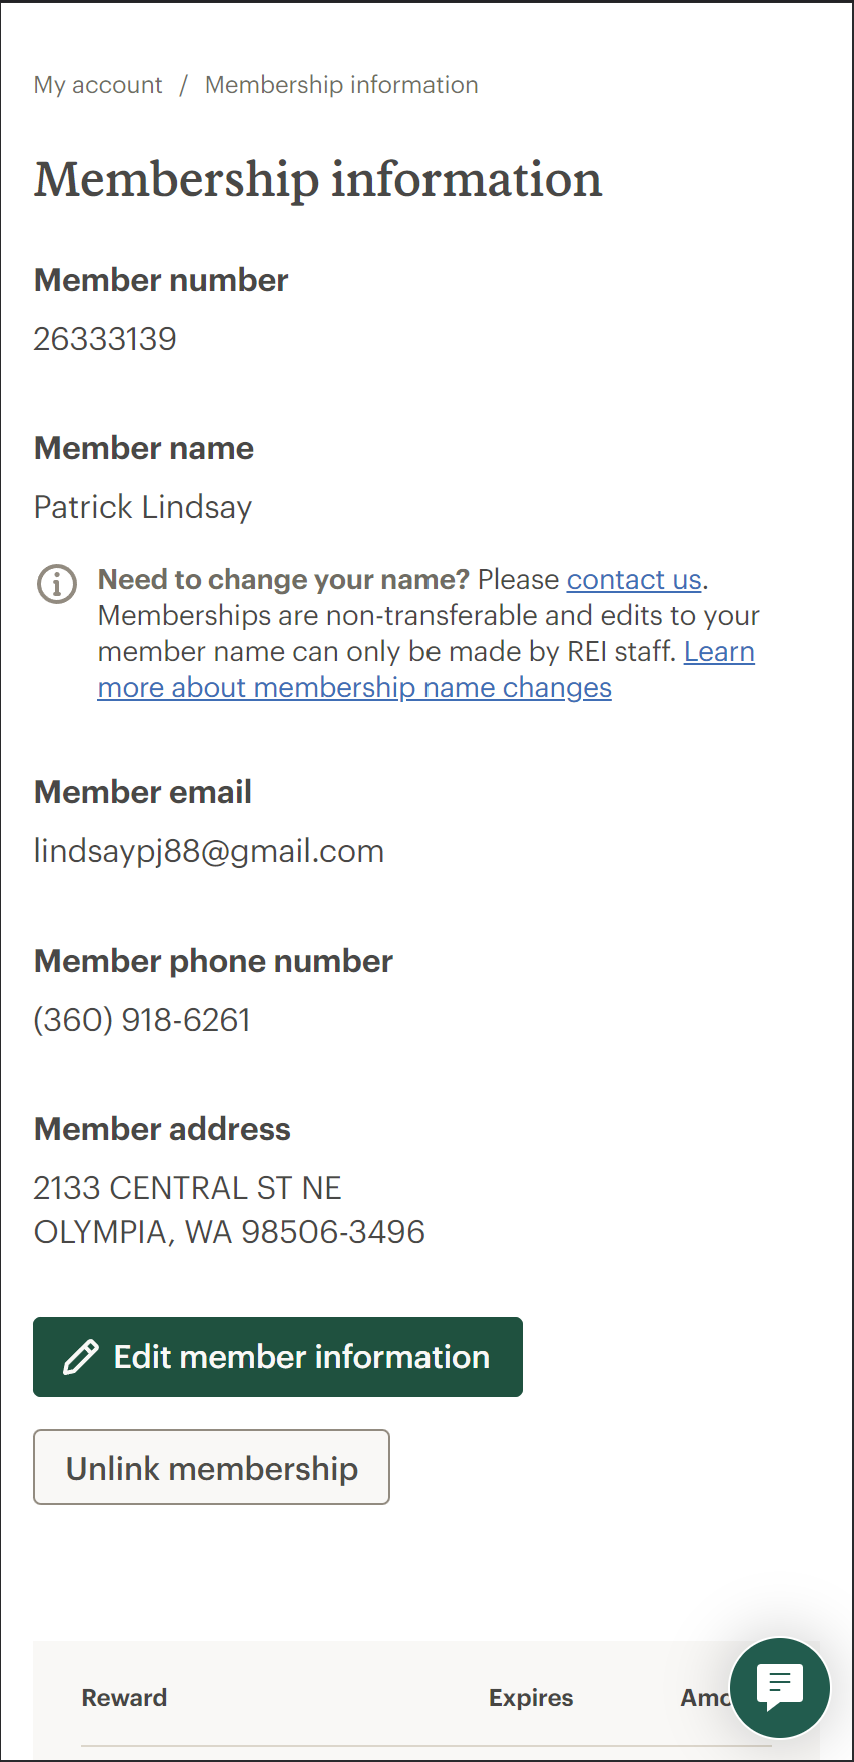 My account / Membership information
Membership information
Member number
26333139
Member name
Patrick Lindsay
Need to change your name? Please contact us.
Memberships are non-transferable and edits to your
member name can only be made by REI staff. Learn
more about membership name changes
Member email
lindsaypj88@gmail.com
Member phone number
(360) 918-6261
Member address
2133 CENTRAL ST NE
OLYMPIA, WA 98506-3496
Edit member information
Unlink membership
Reward Expires